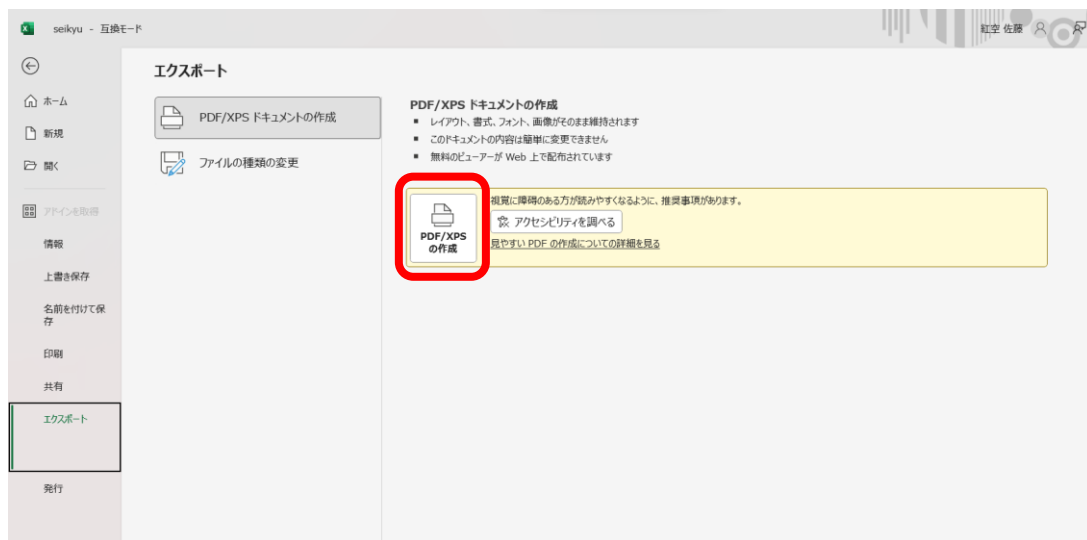 seikyu - 互換モード
紅空 佐藤
エクスポート
ホーム
新規
開く
アドインを取得
情報
上書き保存
名前を付けて保
存
印刷
共有
エクスポート
発行
PDF/XPS ドキュメントの作成
ファイルの種類の変更
PDF/XPS ドキュメントの作成
▪ レイアウト、書式、フォント、画像がそのまま維持されます
▪ このドキュメントの内容は簡単に変更できません
▪ 無料のビューアーが Web 上で配布されています
PDF/XPS
の作成
視覚に障碍のある方が読みやすくなるように、推奨事項があります。
アクセシビリティを調べる
見やすい PDF の作成についての詳細を見る